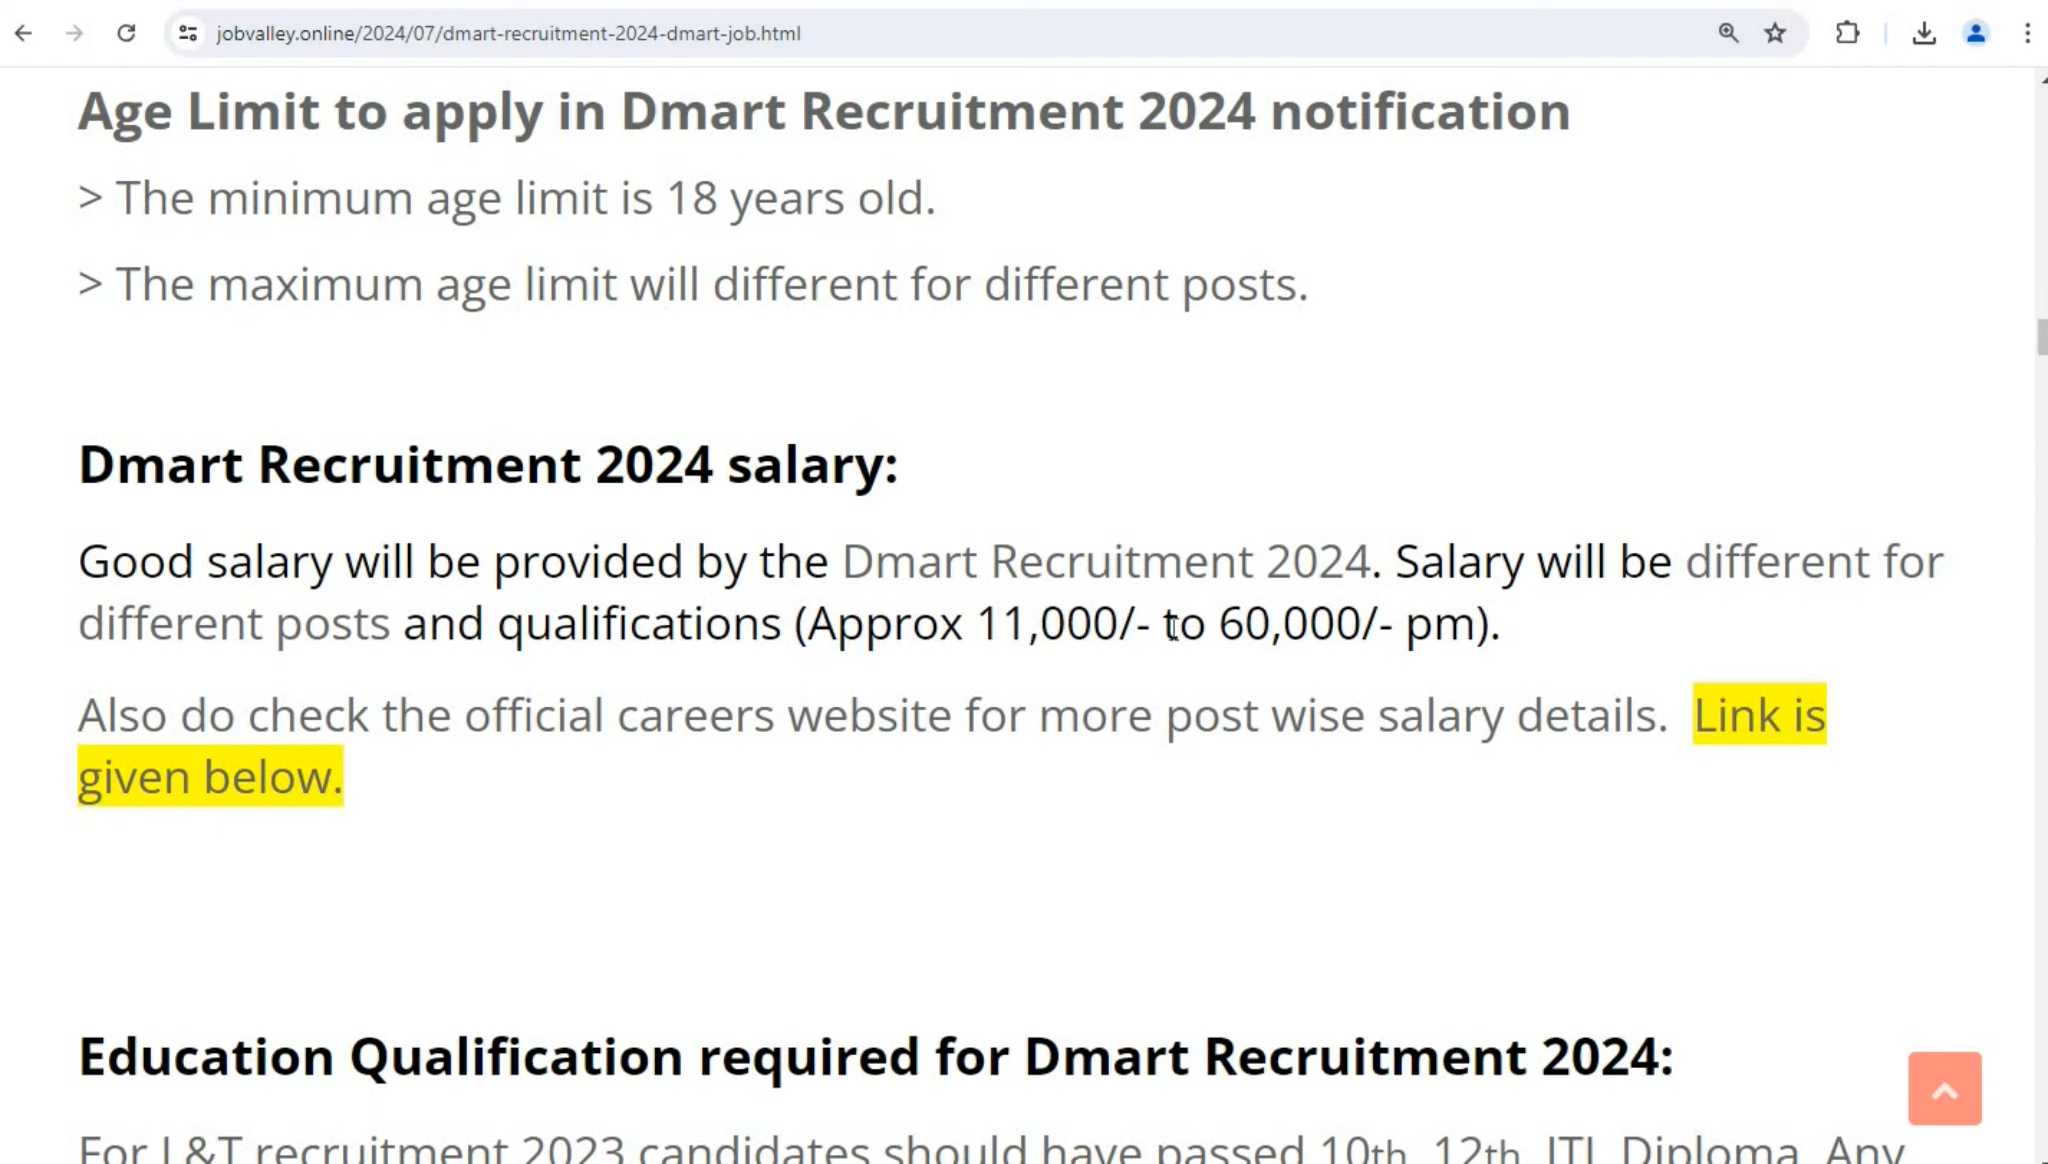 jobvalley.online/2024/07/dmart-recruitment-2024-dmart-job.html
Age Limit to apply in Dmart Recruitment 2024 notification
> The minimum age limit is 18 years old.
> The maximum age limit will different for different posts.
Dmart Recruitment 2024 salary:
Good salary will be provided by the Dmart Recruitment 2024. Salary will be different for
different posts and qualifications (Approx 11,000/- to 60,000/- pm).
Also do check the official careers website for more post wise salary details. Link is
given below.
Education Qualification required for Dmart Recruitment 2024:
For L&T recruitment 2023 candidates should have passed 10th, 12th, ITI, Diploma, Any